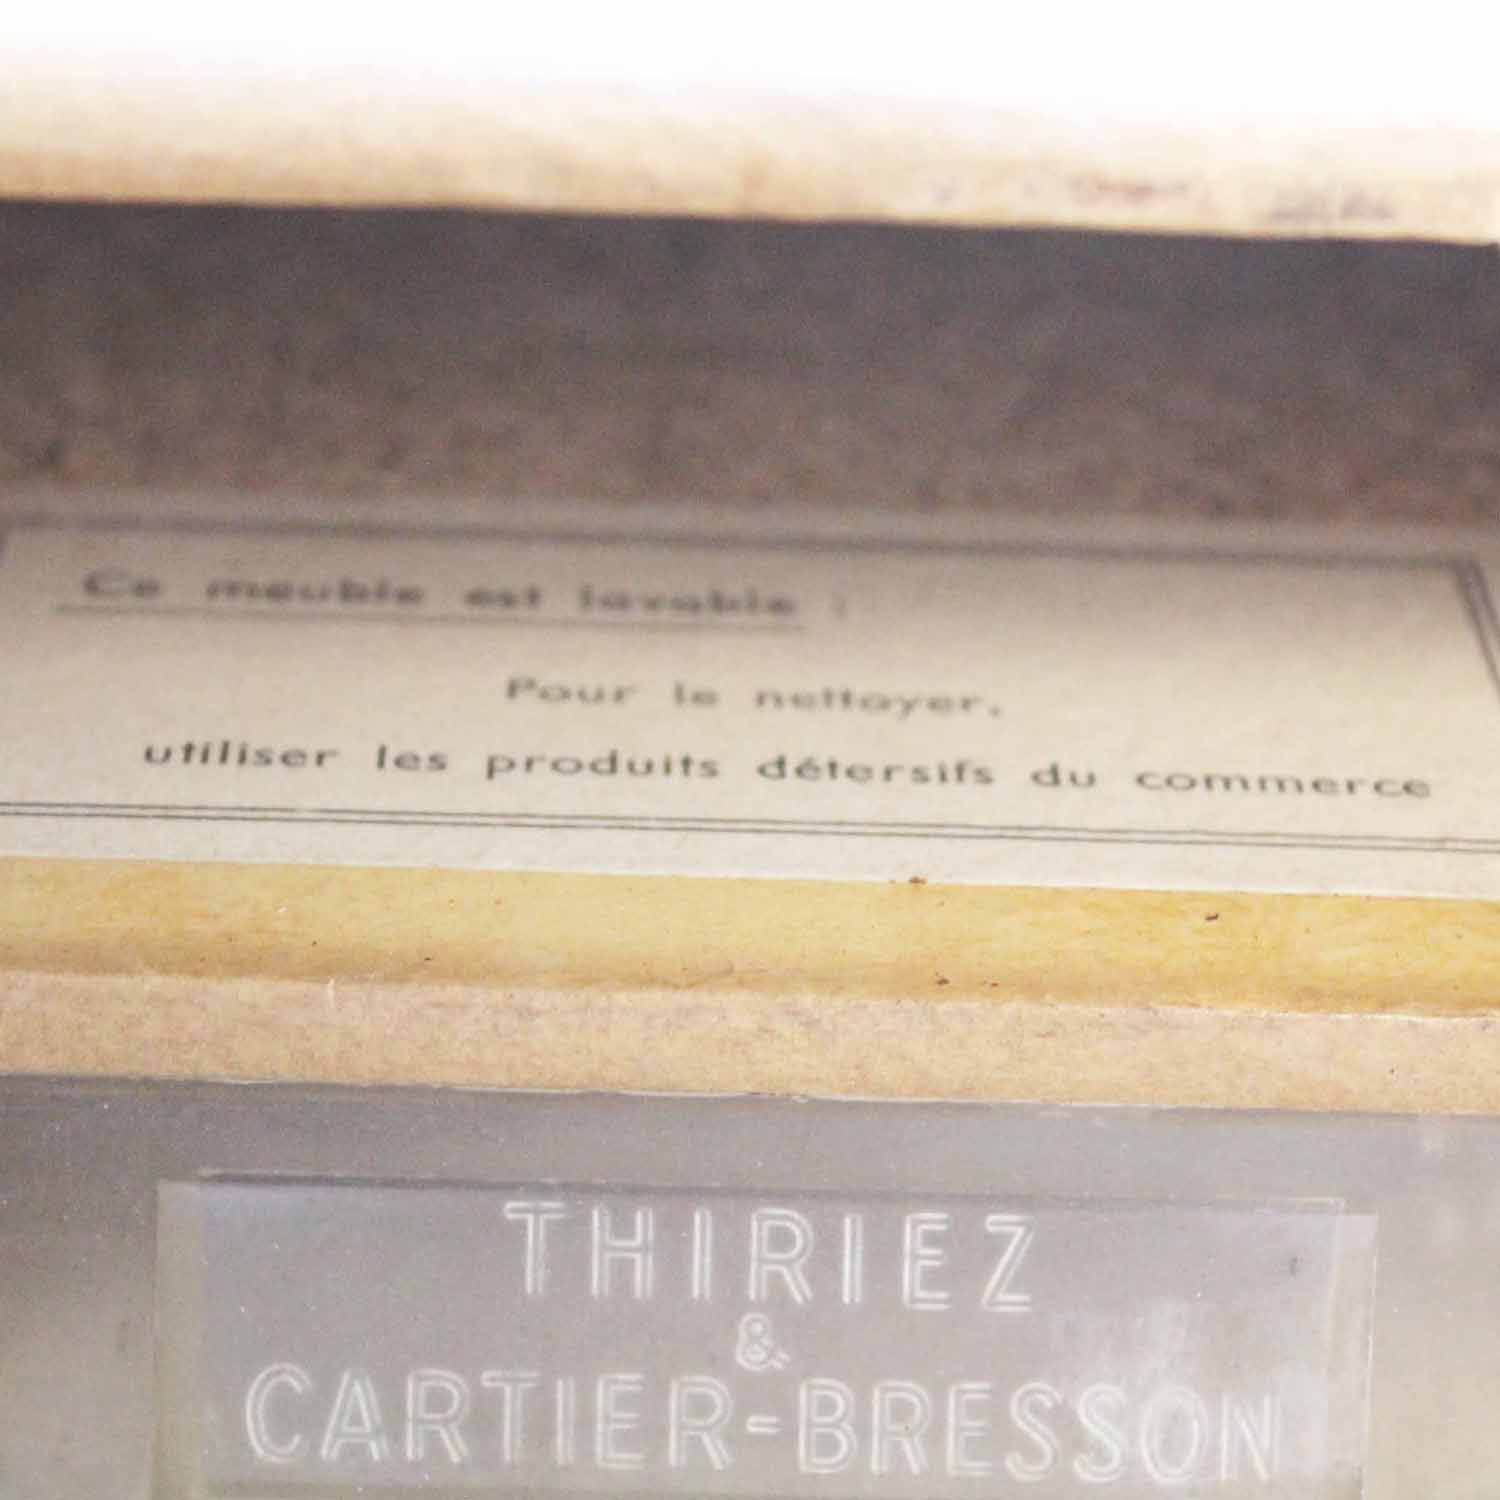 Ce meuble est lavable :
Pour le nettoyer,
utiliser les produits détersifs du commerce
THIRIEZ
&
CARTIER-BRESSON